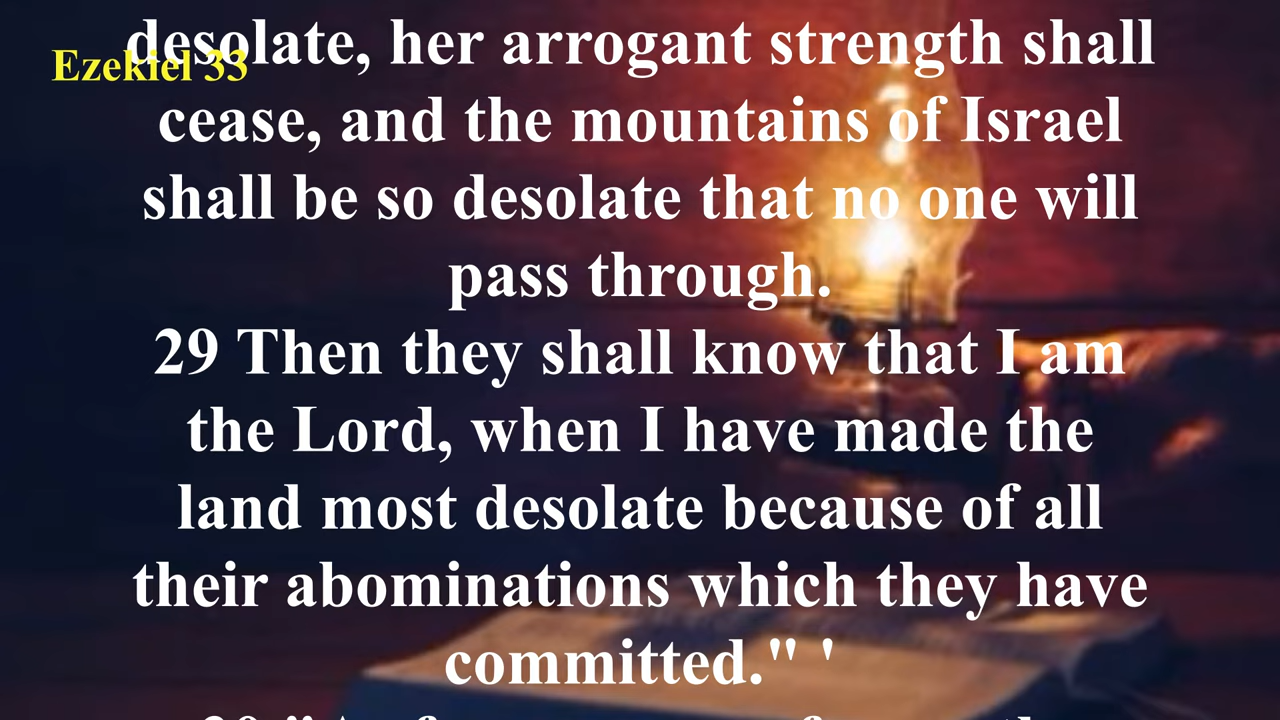 Ezekiel 33
desolate, her arrogant strength shall
cease, and the mountains of Israel
shall be so desolate that no one will
pass through.
29 Then they shall know that I am
the Lord, when I have made the
land most desolate because of all
their abominations which they have
committed." '